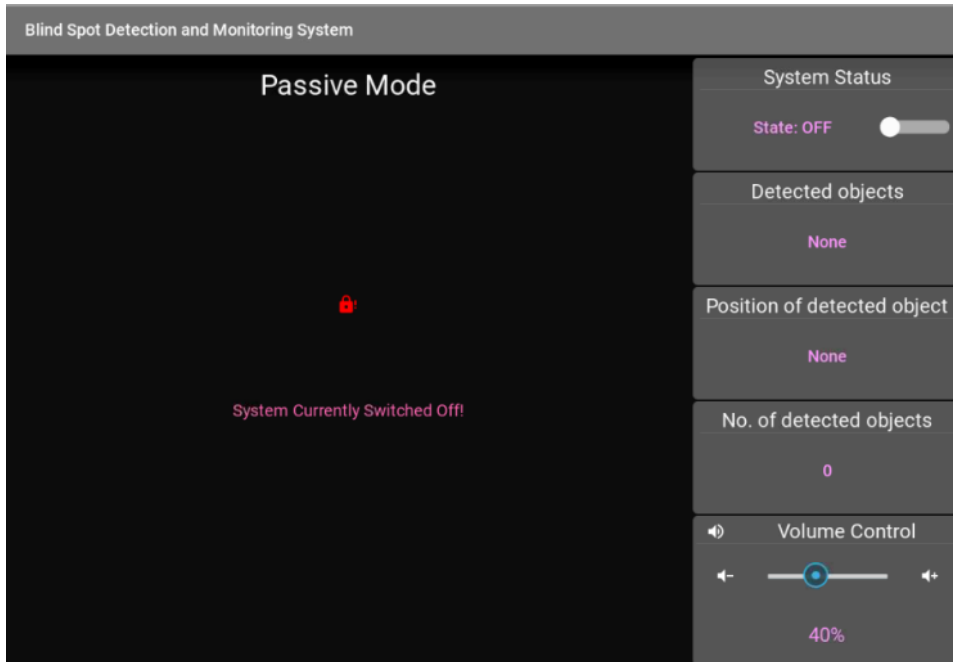 Blind Spot Detection and Monitoring System
Passive Mode
System Currently Switched Off!
System Status
State: OFF
Detected objects
None
Position of detected object
None
No. of detected objects
0
Volume Control
40%